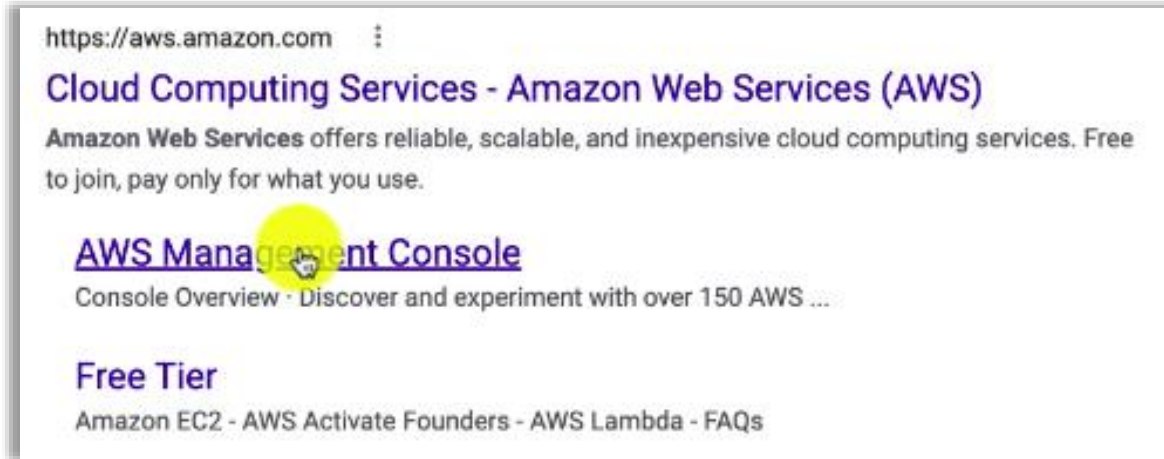 https://aws.amazon.com
Cloud Computing Services - Amazon Web Services (AWS)
Amazon Web Services offers reliable, scalable, and inexpensive cloud computing services. Free
to join, pay only for what you use.
AWS Management Console
Console Overview · Discover and experiment with over 150 AWS ...
Free Tier
Amazon EC2 - AWS Activate Founders - AWS Lambda - FAQs